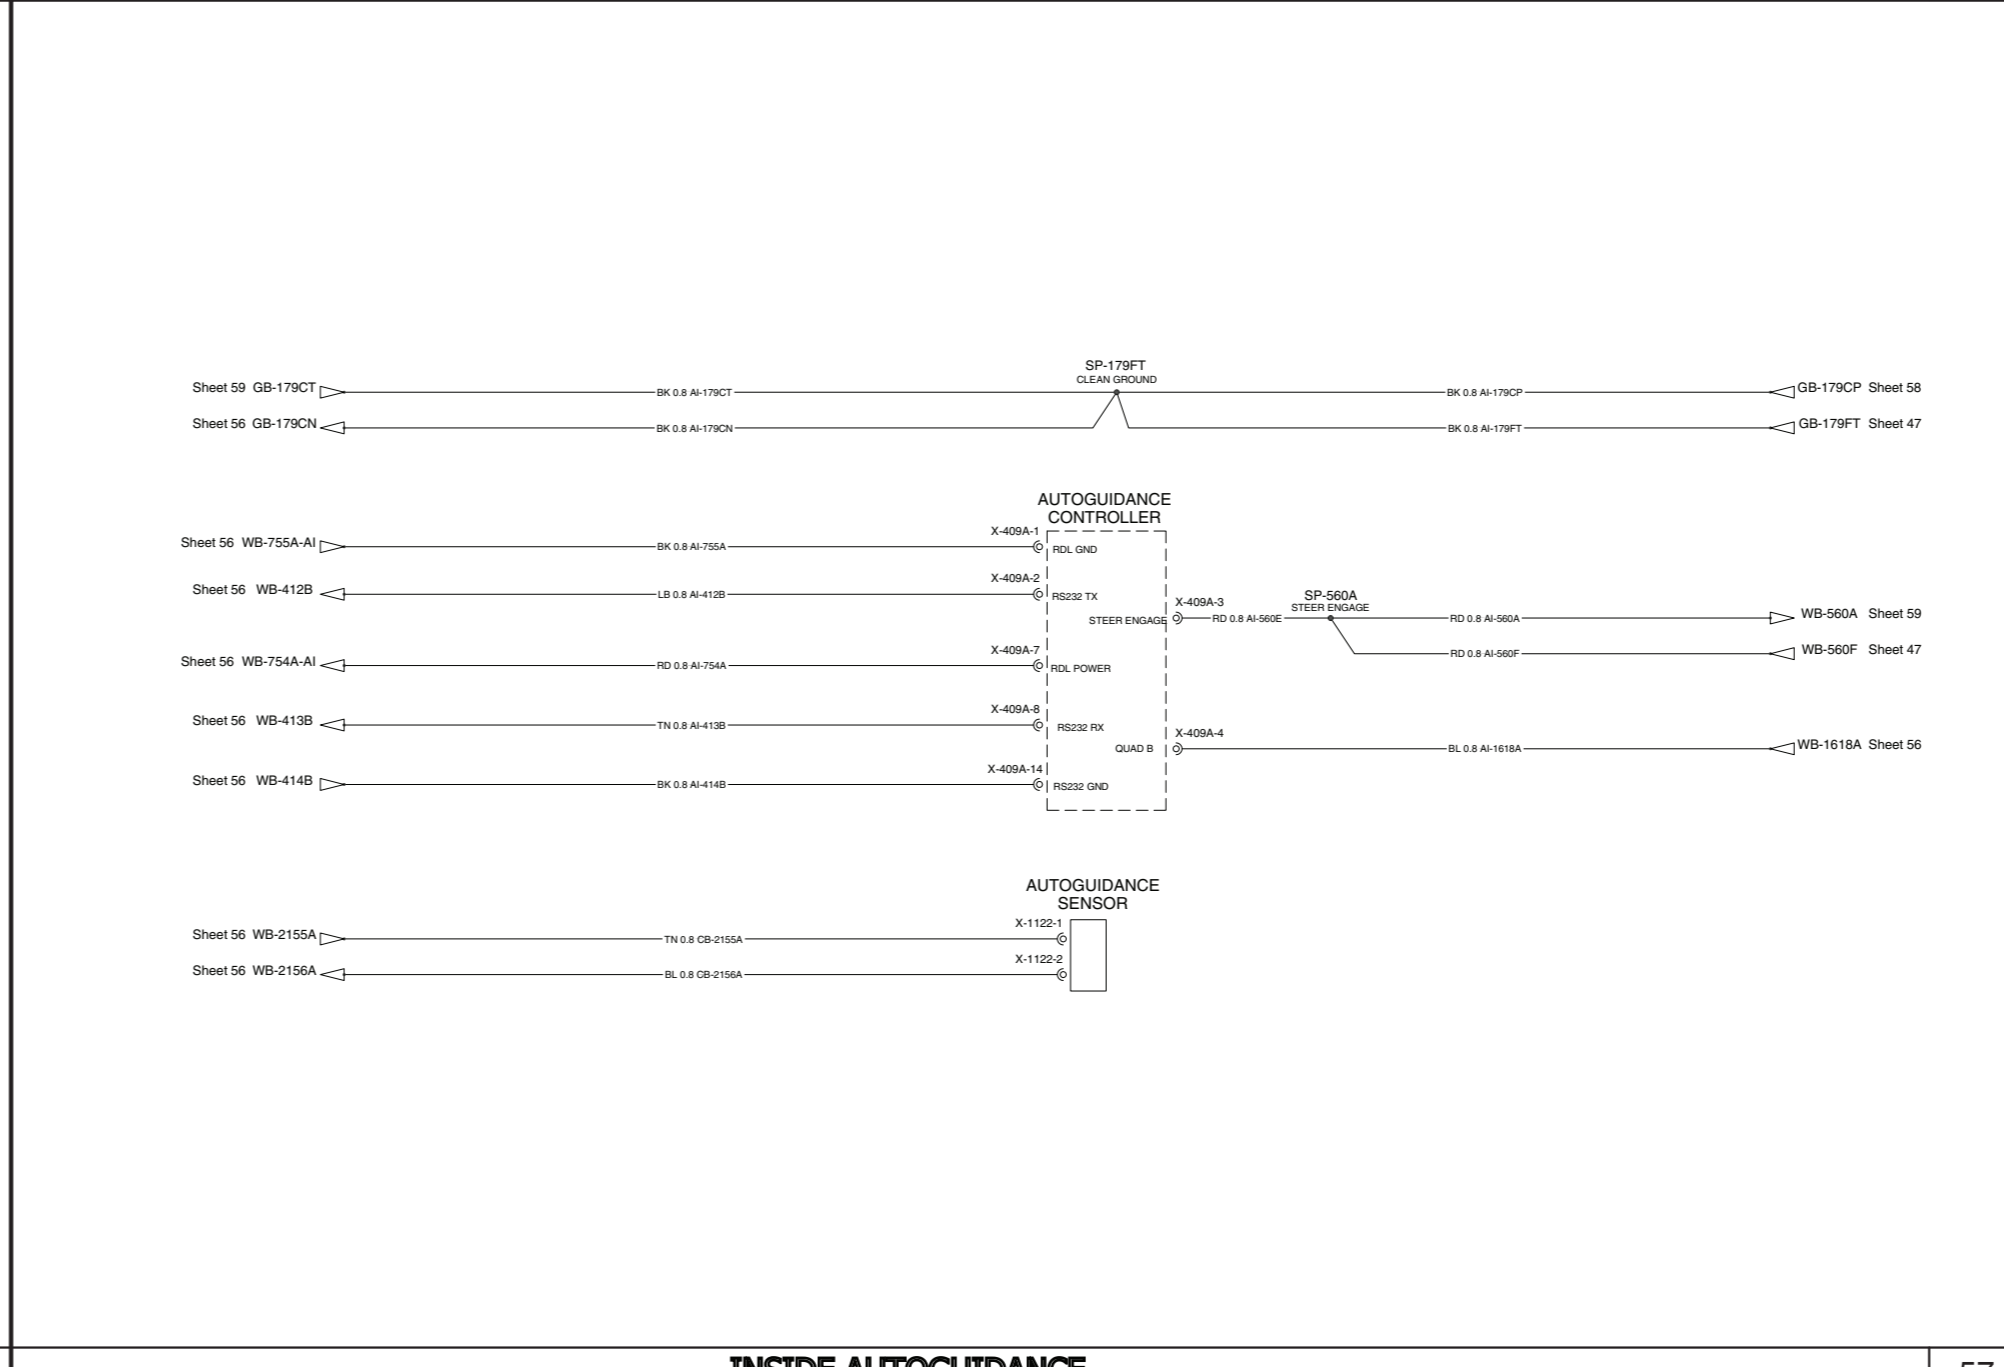 SP-179FT
CLEAN GROUND
Sheet 59 GB-179CT BK 0.8 AI-179CT BK 0.8 AI-179CP GB-179CP Sheet 58
Sheet 56 GB-179CN BK 0.8 AI-179CN BK 0.8 AI-179FT GB-179FT Sheet 47
AUTOGUIDANCE
CONTROLLER
X-409A-1
Sheet 56 WB-755A-AI BK 0.8 AI-755A RDL GND
X-409A-2
Sheet 56 WB-412B LB 0.8 AI-412B RS232 TX
SP-560A
X-409A-3 STEER ENGAGE
STEER ENGAGE RD 0.8 AI-560E RD 0.8 AI-560A WB-560A Sheet 59
RD 0.8 AI-560F WB-560F Sheet 47
X-409A-7
Sheet 56 WB-754A-AI RD 0.8 AI-754A RDL POWER
X-409A-8
Sheet 56 WB-413B TN 0.8 AI-413B RS232 RX
X-409A-4
QUAD B BL 0.8 AI-1618A WB-1618A Sheet 56
X-409A-14
Sheet 56 WB-414B BK 0.8 AI-414B RS232 GND
AUTOGUIDANCE
SENSOR
X-1122-1
Sheet 56 WB-2155A TN 0.8 CB-2155A
X-1122-2
Sheet 56 WB-2156A BL 0.8 CB-2156A
INSIDE AUTOGUIDANCE
57